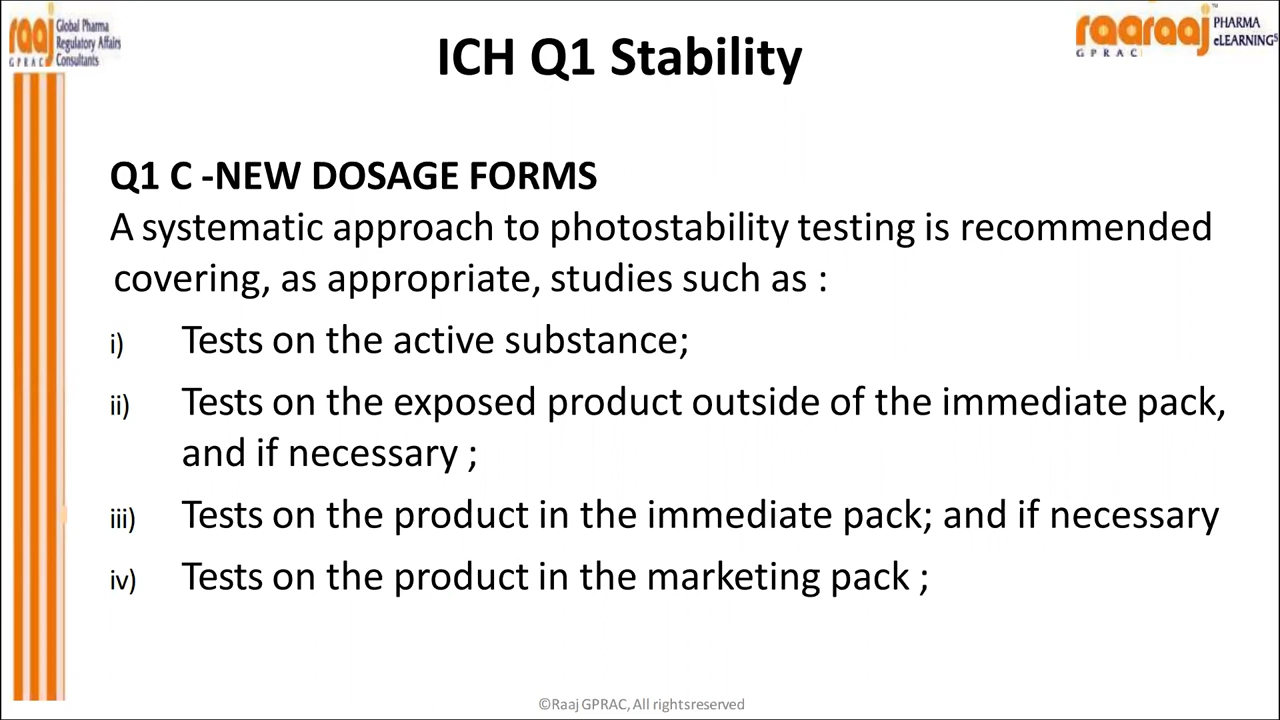 raaj Global Pharma
Regulatory Affairs
GPRAC Consultants
ICH Q1 Stability
raaraaj™ PHARMA
eLEARNINGS
GPRAC
Q1 C -NEW DOSAGE FORMS
A systematic approach to photostability testing is recommended
covering, as appropriate, studies such as :
i) Tests on the active substance;
ii) Tests on the exposed product outside of the immediate pack,
and if necessary ;
iii) Tests on the product in the immediate pack; and if necessary
iv) Tests on the product in the marketing pack ;
©Raaj GPRAC, All rightsreserved